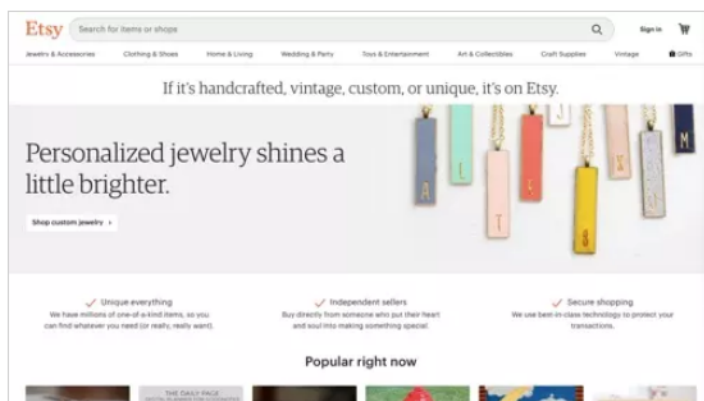 Etsy
Search for items or shops
Sign in
Jewelry & Accessories Clothing & Shoes Home & Living Wedding & Party Toys & Entertainment Art & Collectibles Craft Supplies Vintage Gifts
If it's handcrafted, vintage, custom, or unique, it's on Etsy.
Personalized jewelry shines a
little brighter.
Shop custom jewelry
A L T J M
Unique everything
We have millions of one-of-a-kind items, so you
can find whatever you need (or really, really want).
Independent sellers
Buy directly from someone who put their heart
and soul into making something special.
Secure shopping
We use best-in-class technology to protect your
transactions.
Popular right now
THE DAILY PAGE